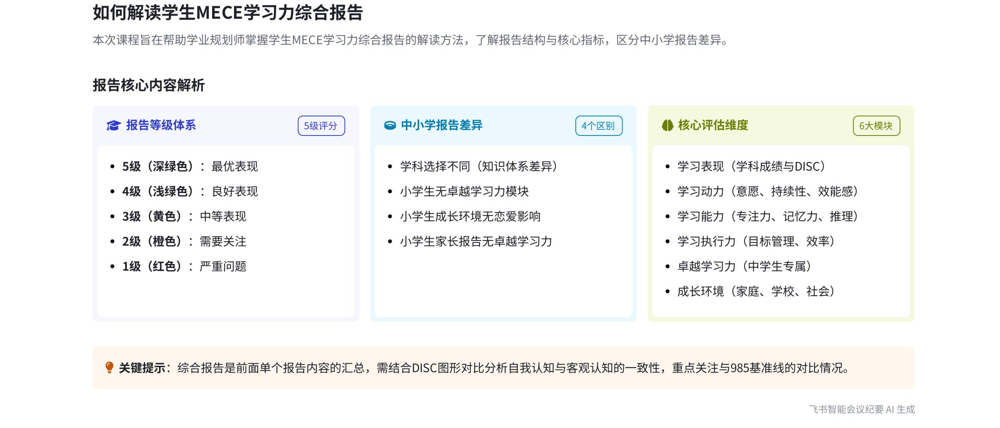 如何解读学生MECE学习力综合报告
本次课程旨在帮助学业规划师掌握学生MECE学习力综合报告的解读方法，了解报告结构与核心指标，区分中小学报告差异。
报告核心内容解析
报告等级体系
5级评分
5级（深绿色）：最优表现
4级（浅绿色）：良好表现
3级（黄色）：中等表现
2级（橙色）：需要关注
1级（红色）：严重问题
中小学报告差异
4个区别
学科选择不同（知识体系差异）
小学生无卓越学习力模块
小学生成长环境无恋爱影响
小学生家长报告无卓越学习力
核心评估维度
6大模块
学习表现（学科成绩与DISC）
学习动力（意愿、持续性、效能感）
学习能力（专注力、记忆力、推理）
学习执行力（目标管理、效率）
卓越学习力（中学生专属）
成长环境（家庭、学校、社会）
关键提示：综合报告是前面单个报告内容的汇总，需结合DISC图形对比分析自我认知与客观认知的一致性，重点关注与985基准线的对比情况。
飞书智能会议纪要 AI 生成